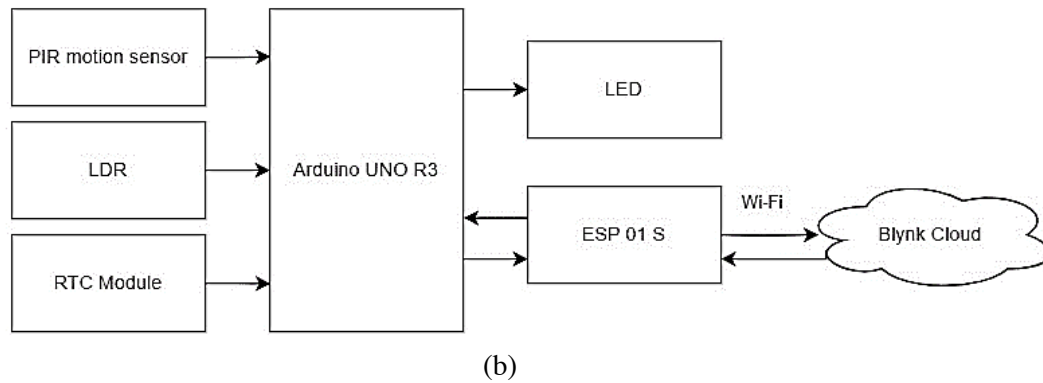 PIR motion sensor
LED
LDR
Arduino UNO R3
Wi-Fi
ESP 01 S
Blynk Cloud
RTC Module
(b)